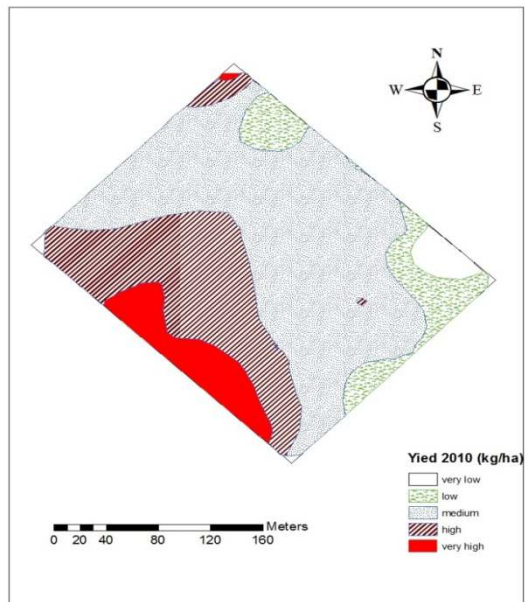 N
W E
S
Yied 2010 (kg/ha)
very low
low
medium
high
very high
Meters
0 20 40 80 120 160